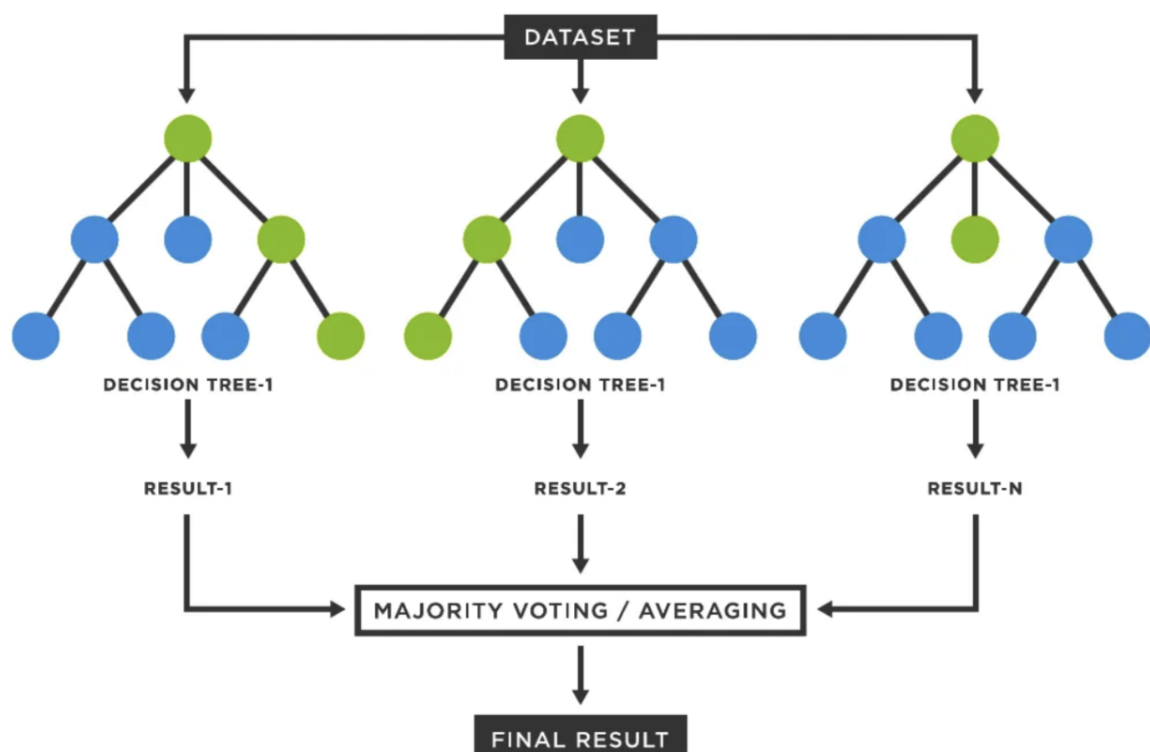 DATASET
DECISION TREE-1
DECISION TREE-1
DECISION TREE-1
RESULT-1
RESULT-2
RESULT-N
MAJORITY VOTING / AVERAGING
FINAL RESULT